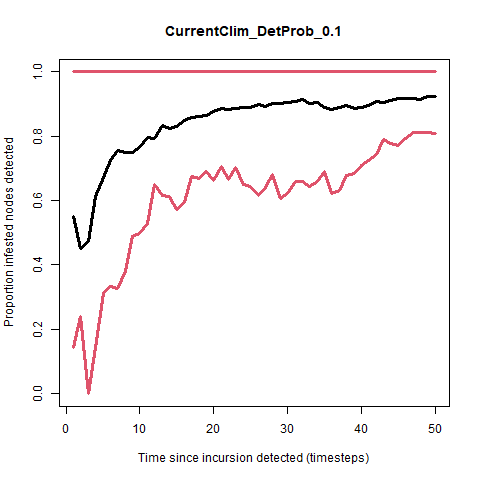 CurrentClim_DetProb_0.1
Proportion infested nodes detected
1.0
0.8
0.6
0.4
0.2
0.0
0 10 20 30 40 50
Time since incursion detected (timesteps)